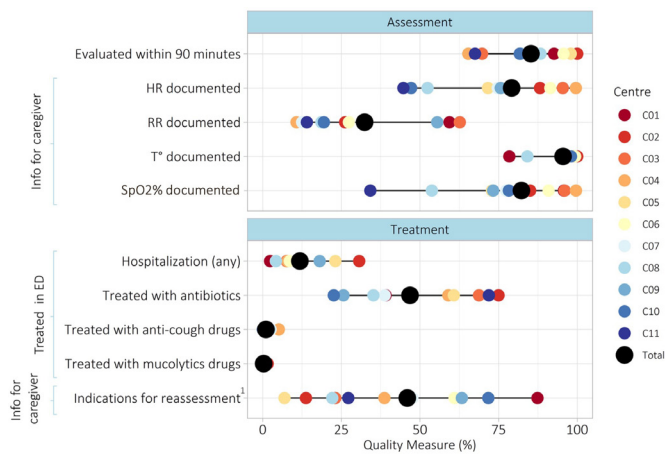 Assessment
Evaluated within 90 minutes
Info for caregiver
HR documented
RR documented
T° documented
SpO2% documented
Treatment
Treated in ED
Hospitalization (any)
Treated with antibiotics
Treated with anti-cough drugs
Treated with mucolytics drugs
Info for
caregiver
Indications for reassessment 1
0 25 50 75 100
Quality Measure (%)
Centre
C01
C02
C03
C04
C05
C06
C07
C08
C09
C10
C11
Total